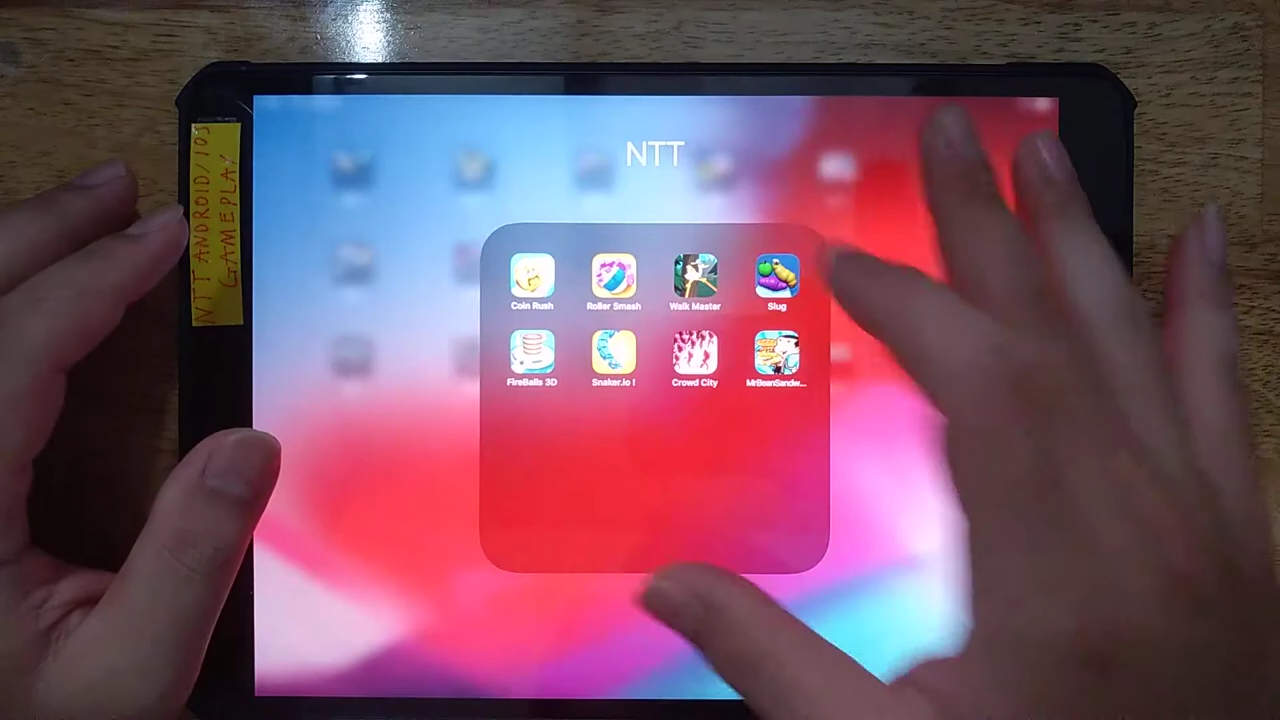 NTT ANDROID/IOS
GAMEPLAY
NTT
Coin Rush
Roller Smash
Walk Master
Slug
FireBalls 3D
Snaker.io !
Crowd City
MrBeanSandw...